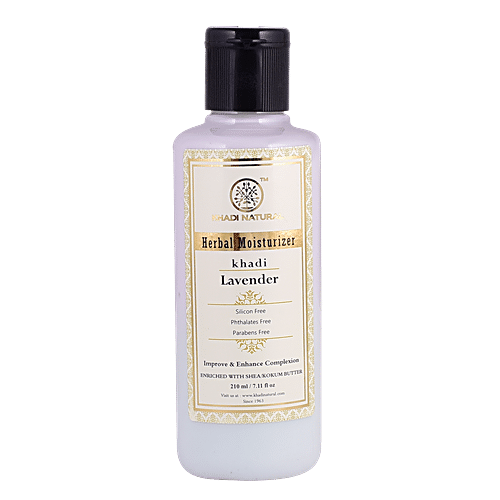 TM
KHADI NATURAL
Herbal Moisturizer
khadi
Lavender
Silicon Free
Phthalates Free
Parabens Free
Improve & Enhance Complexion
ENRICHED WITH SHEA/KOKUM BUTTER
210 ml / 7.11 fl oz
Visit us at : www.khadinatural.com
Since 1963